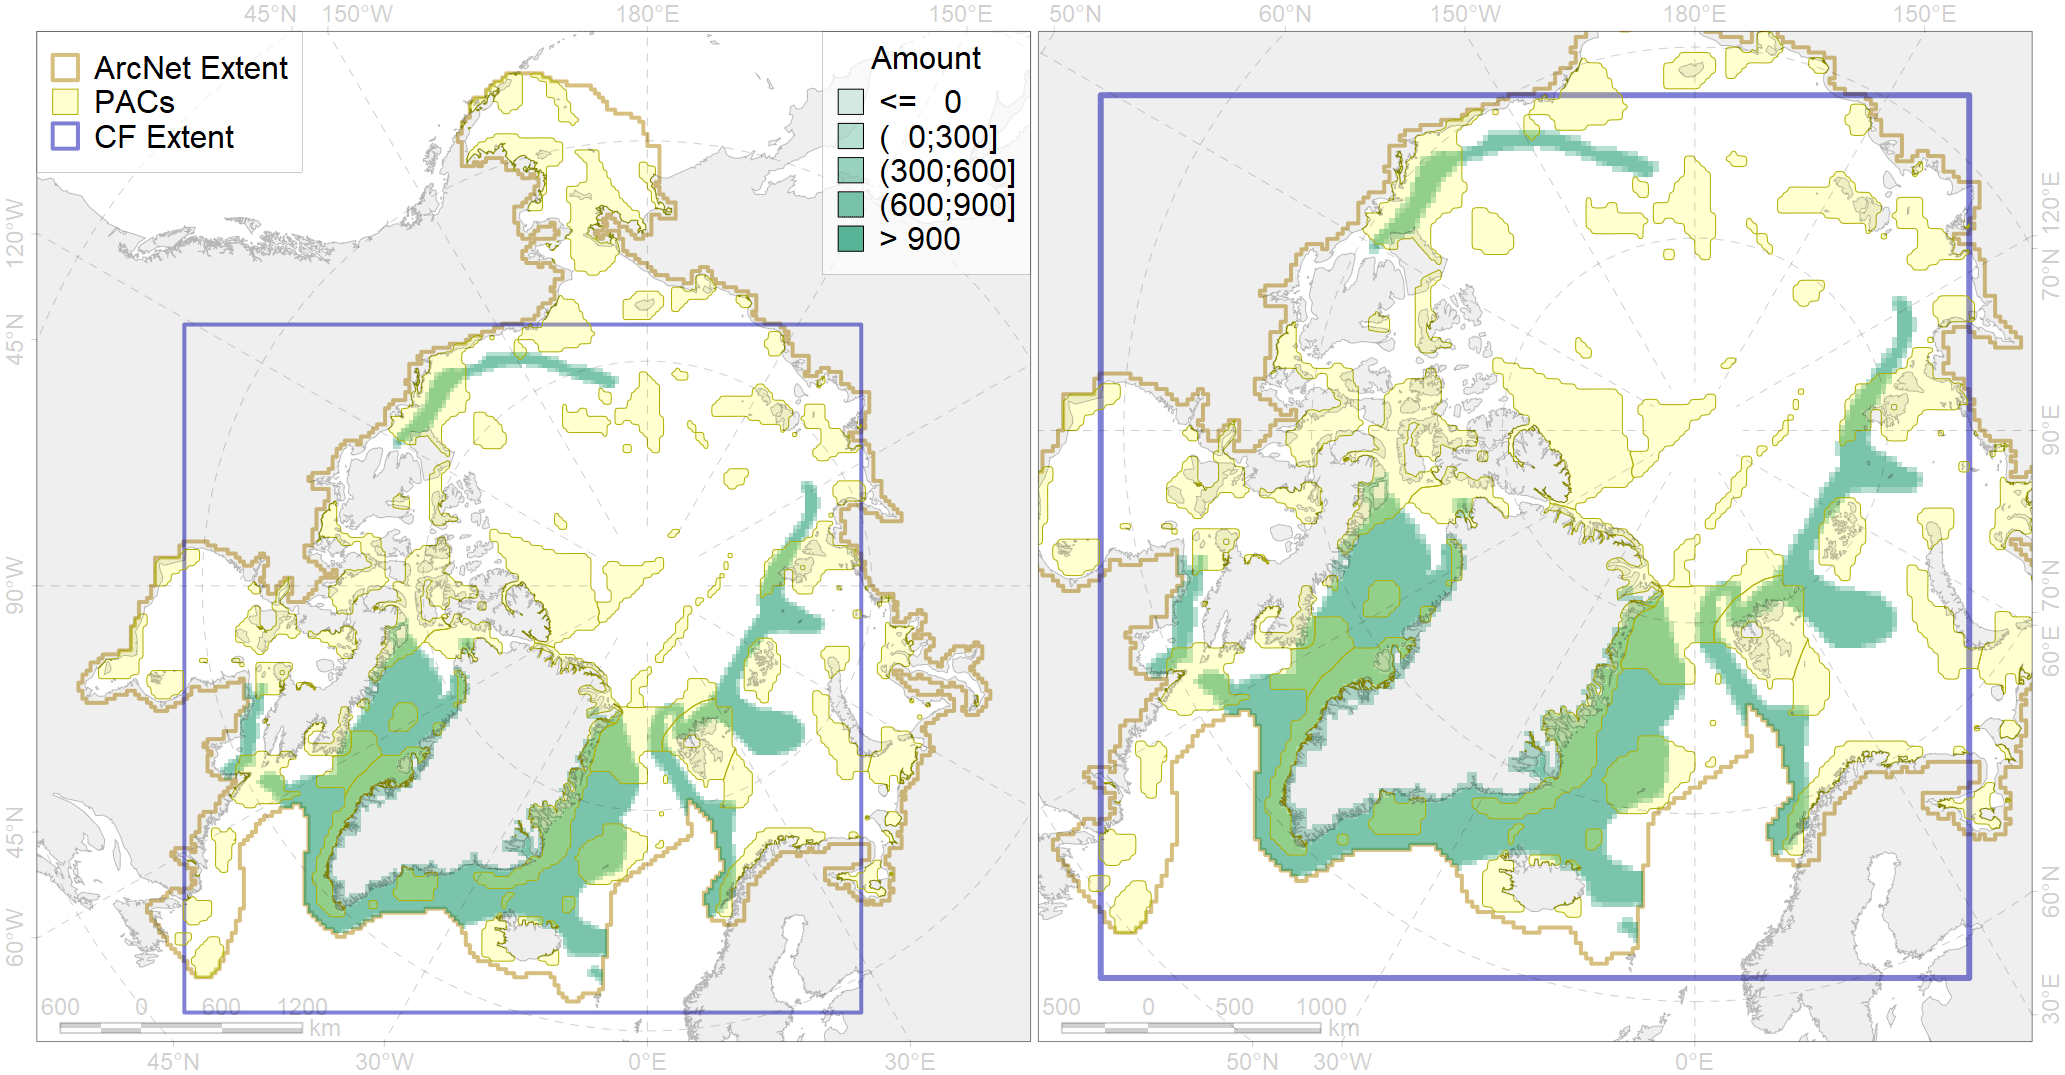 45°N 150°W 180°E 150°E
50°N 60°N 150°W 180°E 150°E
ArcNet Extent
PACs
CF Extent
Amount
<= 0
( 0;300]
(300;600]
(600;900]
> 900
120°W
45°N
90°W
45°N
60°W
120°E
70°N
90°E
70°N
60°E
60°N
30°E
600 0 600 1200
km
500 0 500 1000
km
45°N 30°W 0°E 30°E
50°N 30°W 0°E